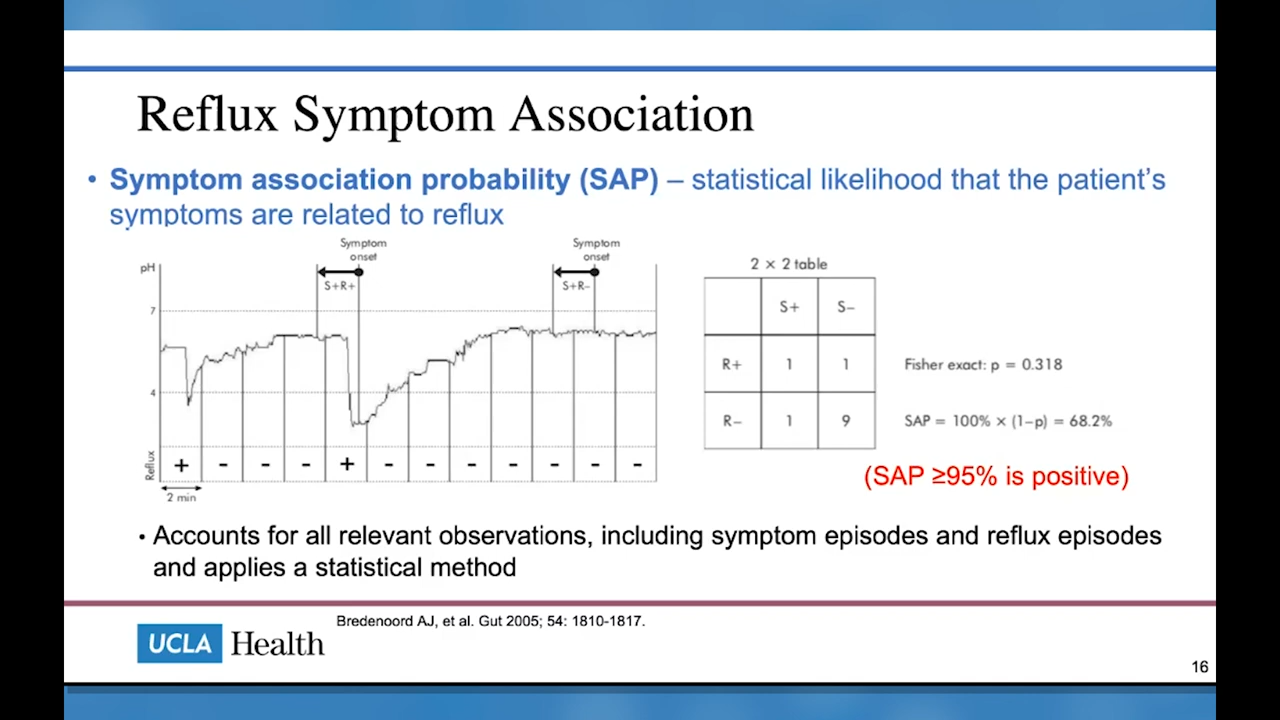 Reflux Symptom Association
• Symptom association probability (SAP) – statistical likelihood that the patient's
symptoms are related to reflux
Symptom
onset
Symptom
onset
pH
S+R+
S+R–
7
4
Reflux
+ - - - + - - - - - - -
2 min
2 × 2 table
S+ S–
R+ 1 1
R– 1 9
Fisher exact: p = 0.318
SAP = 100% × (1–p) = 68.2%
(SAP ≥95% is positive)
• Accounts for all relevant observations, including symptom episodes and reflux episodes
and applies a statistical method
Bredenoord AJ, et al. Gut 2005; 54: 1810-1817.
UCLA Health
16